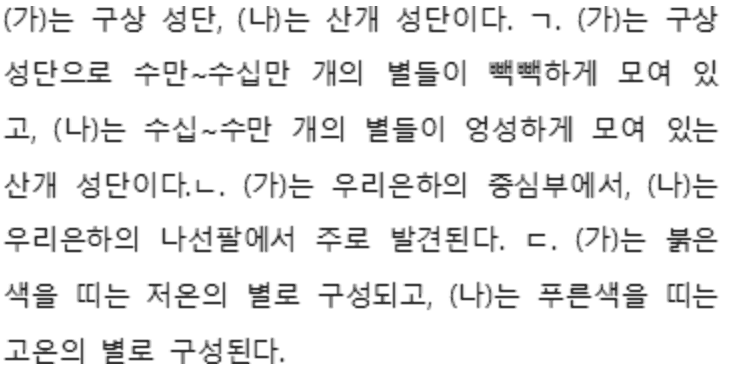 (가)는 구상 성단, (나)는 산개 성단이다. ㄱ. (가)는 구상
성단으로 수만~수십만 개의 별들이 빽빽하게 모여 있
고, (나)는 수십~수만 개의 별들이 엉성하게 모여 있는
산개 성단이다.ㄴ. (가)는 우리은하의 중심부에서, (나)는
우리은하의 나선팔에서 주로 발견된다. ㄷ. (가)는 붉은
색을 띠는 저온의 별로 구성되고, (나)는 푸른색을 띠는
고온의 별로 구성된다.